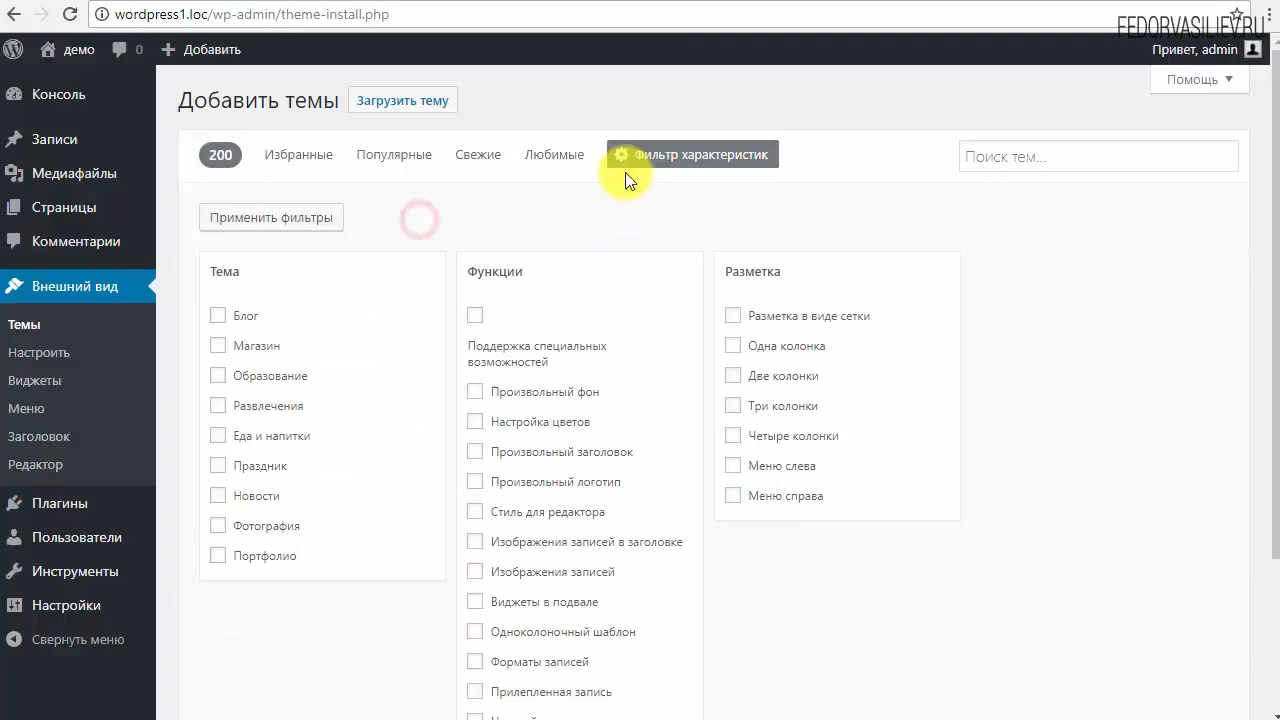 wordpress1.loc/wp-admin/theme-install.php
FEDORVASILIEV.RU
демо 0 Добавить Привет, admin
Помощь
Консоль
Записи
Медиафайлы
Страницы
Комментарии
Внешний вид
Темы
Настроить
Виджеты
Меню
Заголовок
Редактор
Плагины
Пользователи
Инструменты
Настройки
Свернуть меню
Добавить темы Загрузить тему
200 Избранные Популярные Свежие Любимые Фильтр характеристик Поиск тем...
Применить фильтры
Тема
Блог
Магазин
Образование
Развлечения
Еда и напитки
Праздник
Новости
Фотография
Портфолио
Функции
Поддержка специальных
возможностей
Произвольный фон
Настройка цветов
Произвольный заголовок
Произвольный логотип
Стиль для редактора
Изображения записей в заголовке
Изображения записей
Виджеты в подвале
Одноколоночный шаблон
Форматы записей
Прилепленная запись
Разметка
Разметка в виде сетки
Одна колонка
Две колонки
Три колонки
Четыре колонки
Меню слева
Меню справа